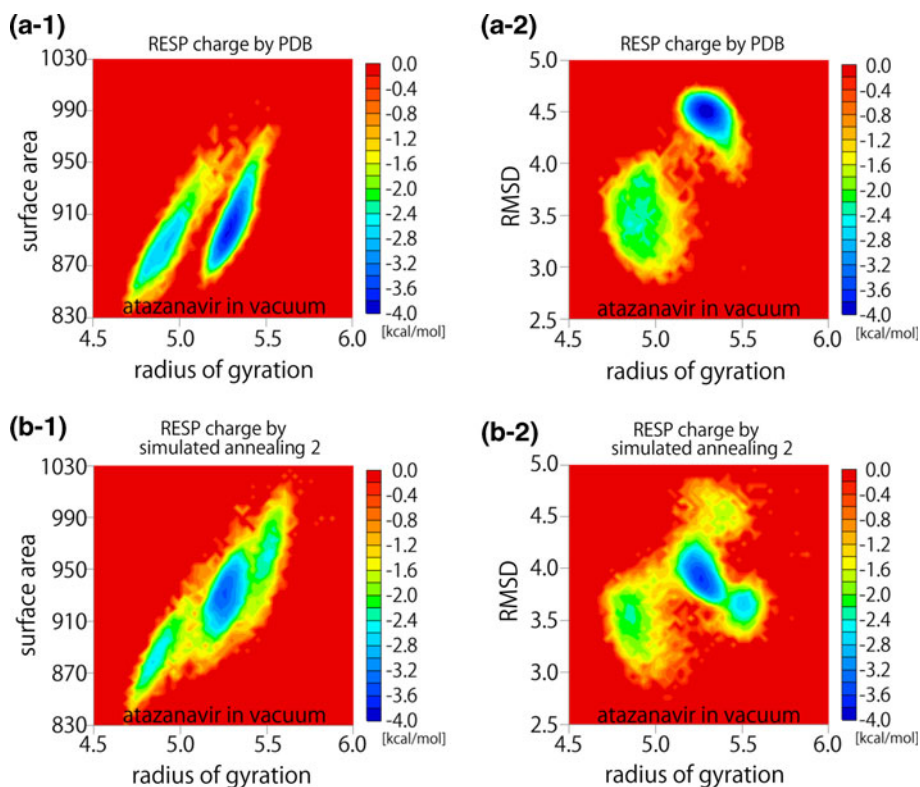 (a-1)
RESP charge by PDB
1030
990
950
910
870
830
surface area
atazanavir in vacuum
4.5 5.0 5.5 6.0
radius of gyration
0.0
-0.4
-0.8
-1.2
-1.6
-2.0
-2.4
-2.8
-3.2
-3.6
-4.0
[kcal/mol]
(a-2)
RESP charge by PDB
5.0
4.5
4.0
3.5
3.0
2.5
RMSD
atazanavir in vacuum
4.5 5.0 5.5 6.0
radius of gyration
0.0
-0.4
-0.8
-1.2
-1.6
-2.0
-2.4
-2.8
-3.2
-3.6
-4.0
[kcal/mol]
(b-1)
RESP charge by
simulated annealing 2
1030
990
950
910
870
830
surface area
atazanavir in vacuum
4.5 5.0 5.5 6.0
radius of gyration
0.0
-0.4
-0.8
-1.2
-1.6
-2.0
-2.4
-2.8
-3.2
-3.6
-4.0
[kcal/mol]
(b-2)
RESP charge by
simulated annealing 2
5.0
4.5
4.0
3.5
3.0
2.5
RMSD
atazanavir in vacuum
4.5 5.0 5.5 6.0
radius of gyration
0.0
-0.4
-0.8
-1.2
-1.6
-2.0
-2.4
-2.8
-3.2
-3.6
-4.0
[kcal/mol]